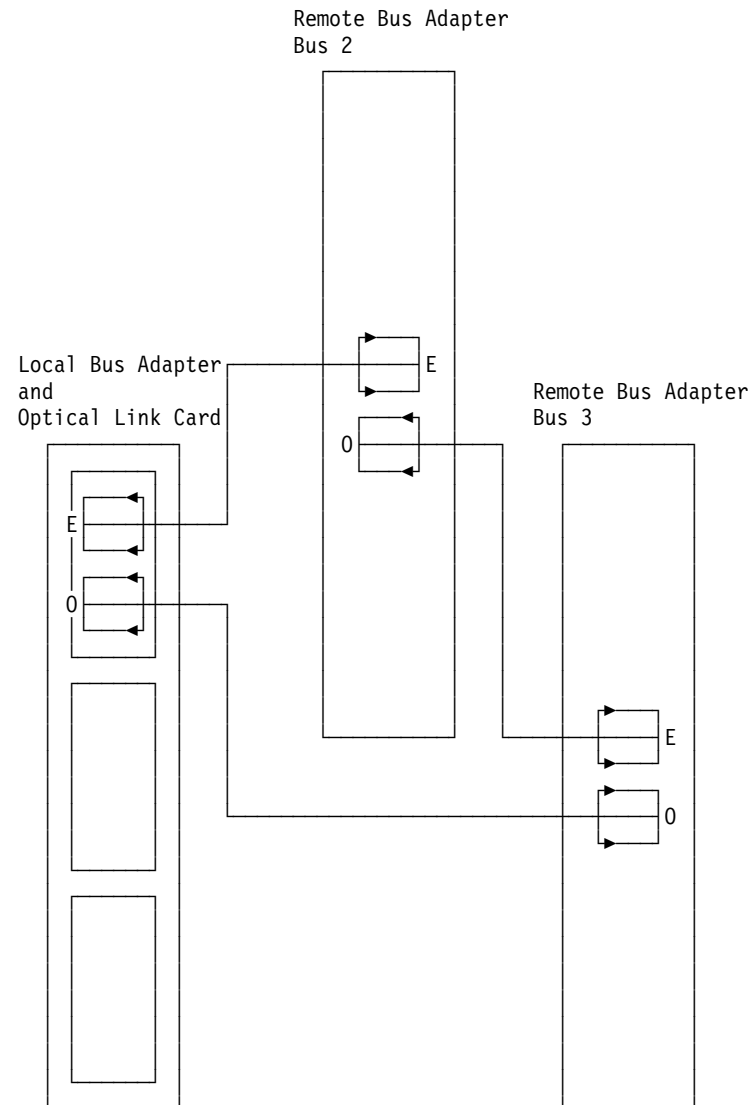 Remote Bus Adapter
Bus 2
Local Bus Adapter
and
Optical Link Card
E
O
E
O
Remote Bus Adapter
Bus 3
E
O